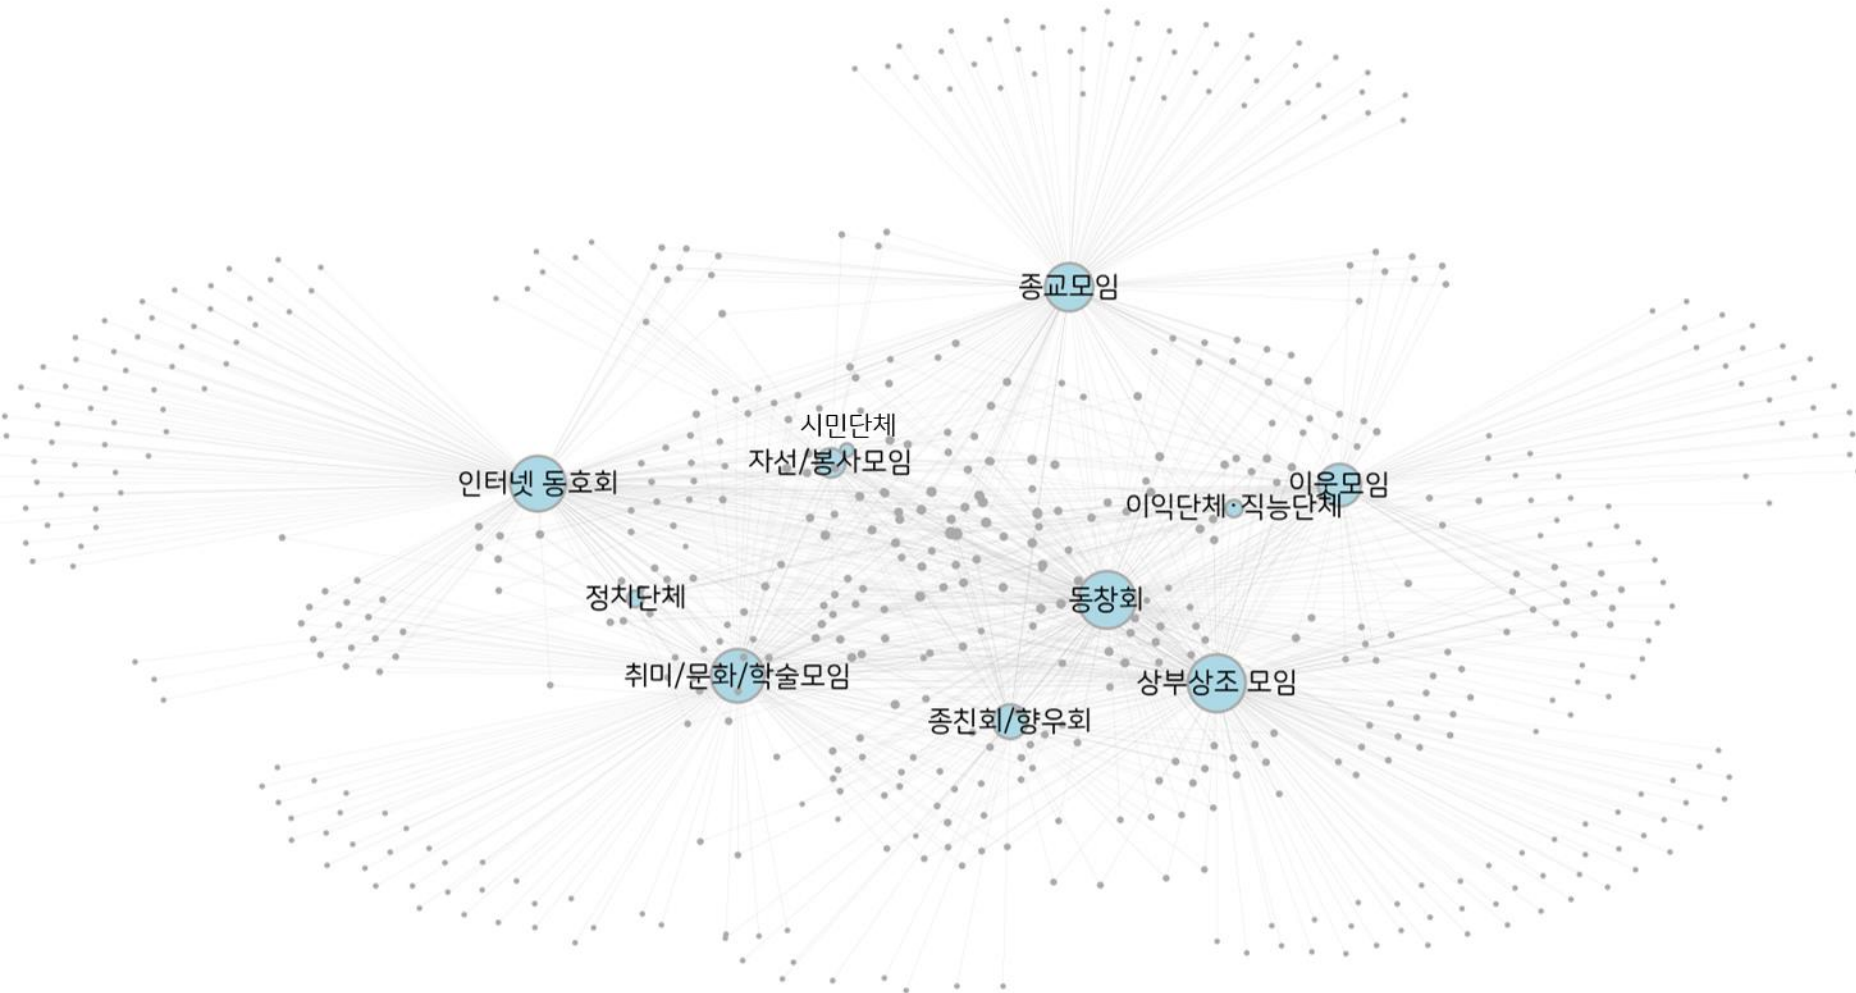 종교모임
시민단체
자선/봉사모임
인터넷 동호회
이웃모임
이익단체·직능단체
정치단체
동창회
취미/문화/학술모임
상부상조 모임
종친회/향우회